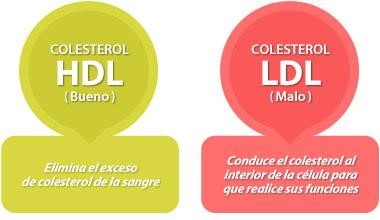 COLESTEROL
HDL
(Bueno)
Elimina el exceso
de colesterol de la sangre
COLESTEROL
LDL
(Malo)
Conduce el colesterol al
interior de la célula para
que realice sus funciones